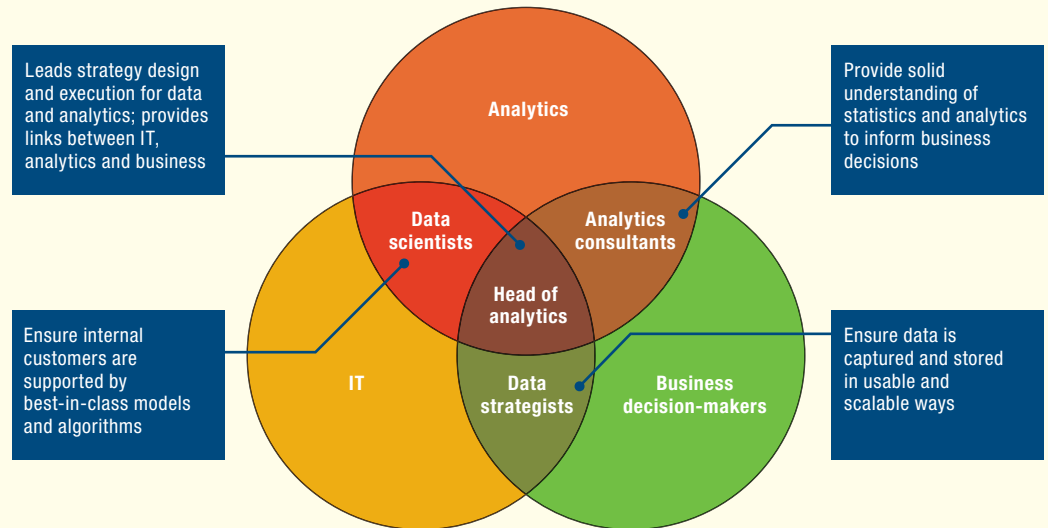 Leads strategy design
and execution for data
and analytics; provides
links between IT,
analytics and business
Analytics
Provide solid
understanding of
statistics and analytics
to inform business
decisions
Data
scientists
Analytics
consultants
Head of
analytics
Ensure internal
customers are
supported by
best-in-class models
and algorithms
IT
Data
strategists
Business
decision-makers
Ensure data is
captured and stored
in usable and
scalable ways